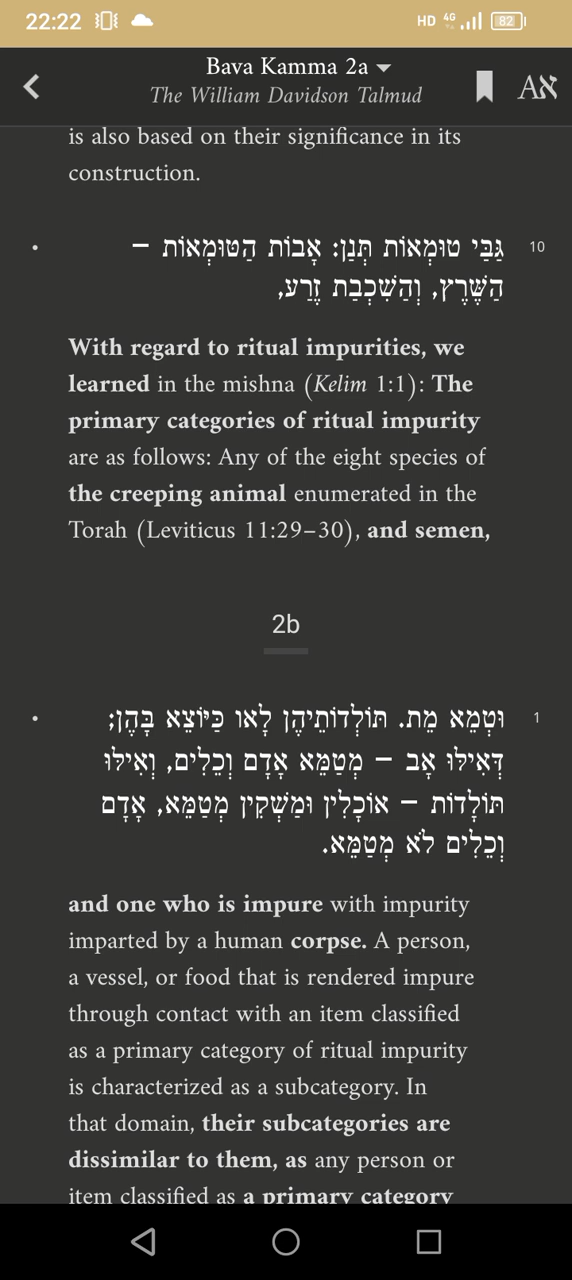 22:22
HD 4G 82
Bava Kamma 2a
The William Davidson Talmud
Aא
is also based on their significance in its
construction.
גַּבֵּי טוּמְאוֹת תְּנַן: אָבוֹת הַטּוּמְאוֹת –
10
הַשֶּׁרֶץ, וְהַשִּׁכְבַת זֶרַע,
With regard to ritual impurities, we
learned in the mishna (Kelim 1:1): The
primary categories of ritual impurity
are as follows: Any of the eight species of
the creeping animal enumerated in the
Torah (Leviticus 11:29–30), and semen,
2b
וּטְמֵא מֵת. תּוֹלְדוֹתֵיהֶן לָאו כַּיּוֹצֵא בָּהֶן;
1
דְּאִילּוּ אָב – מְטַמֵּא אָדָם וְכֵלִים, וְאִילּוּ
תּוֹלָדוֹת – אוֹכָלִין וּמַשְׁקִין מְטַמֵּא, אָדָם
וְכֵלִים לֹא מְטַמֵּא.
and one who is impure with impurity
imparted by a human corpse. A person,
a vessel, or food that is rendered impure
through contact with an item classified
as a primary category of ritual impurity
is characterized as a subcategory. In
that domain, their subcategories are
dissimilar to them, as any person or
item classified as a primary category